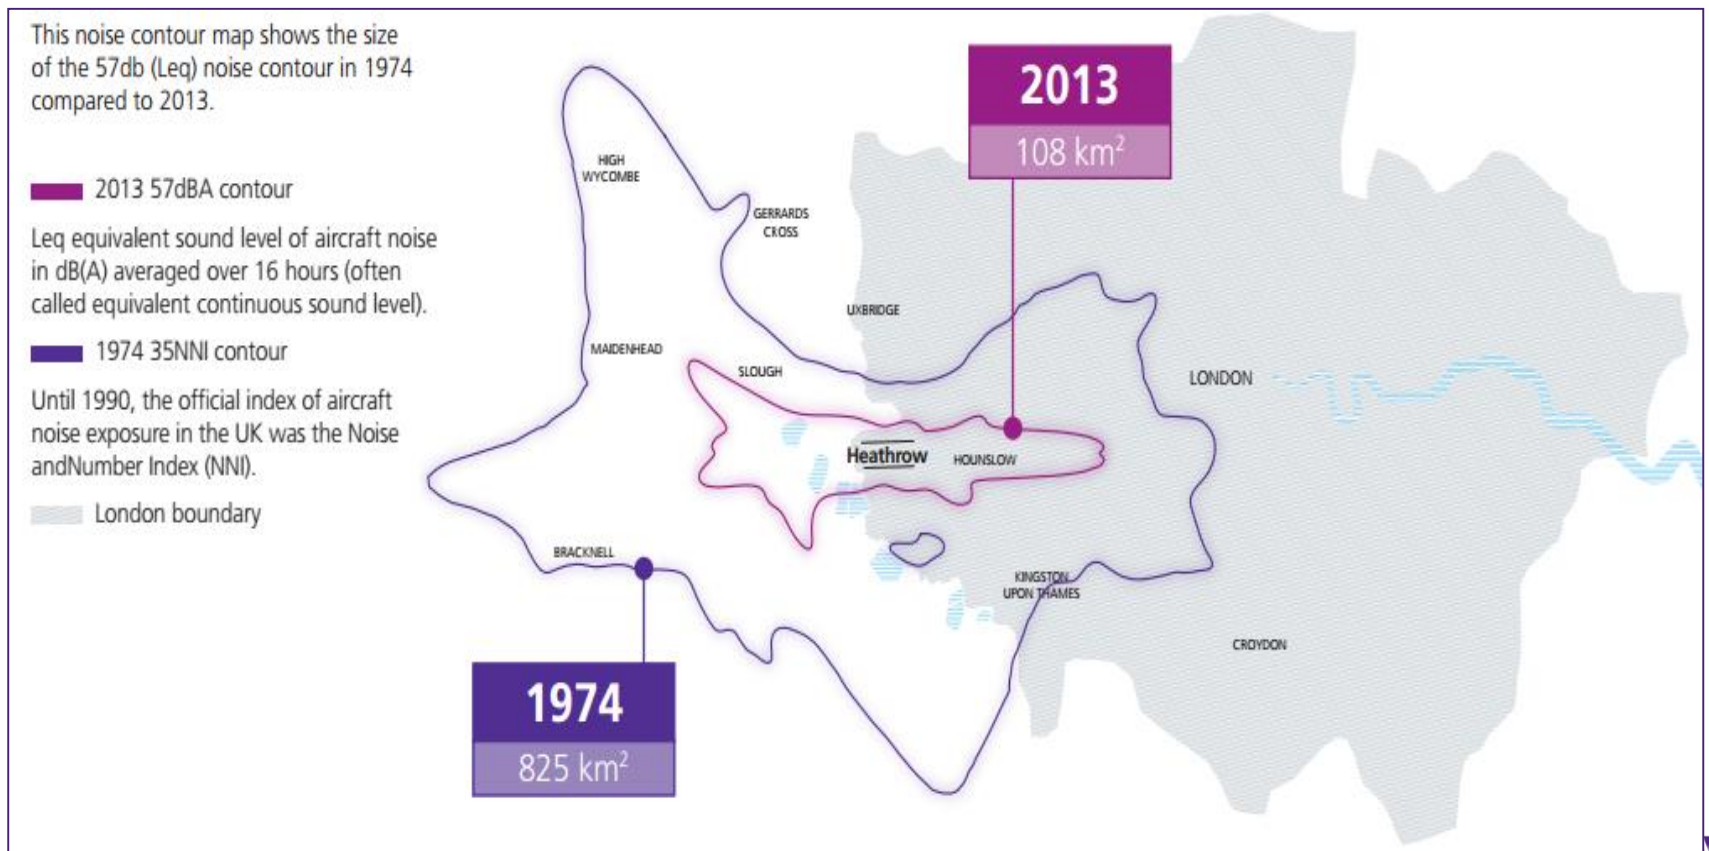 This noise contour map shows the size
of the 57db (Leq) noise contour in 1974
compared to 2013.
2013 57dBA contour
Leq equivalent sound level of aircraft noise
in dB(A) averaged over 16 hours (often
called equivalent continuous sound level).
1974 35NNI contour
Until 1990, the official index of aircraft
noise exposure in the UK was the Noise
andNumber Index (NNI).
London boundary
2013
108 km²
HIGH
WYCOMBE
GERRARDS
CROSS
UXBRIDGE
MAIDENHEAD
SLOUGH
LONDON
Heathrow
HOUNSLOW
BRACKNELL
KINGSTON
UPON THAMES
CROYDON
1974
825 km²